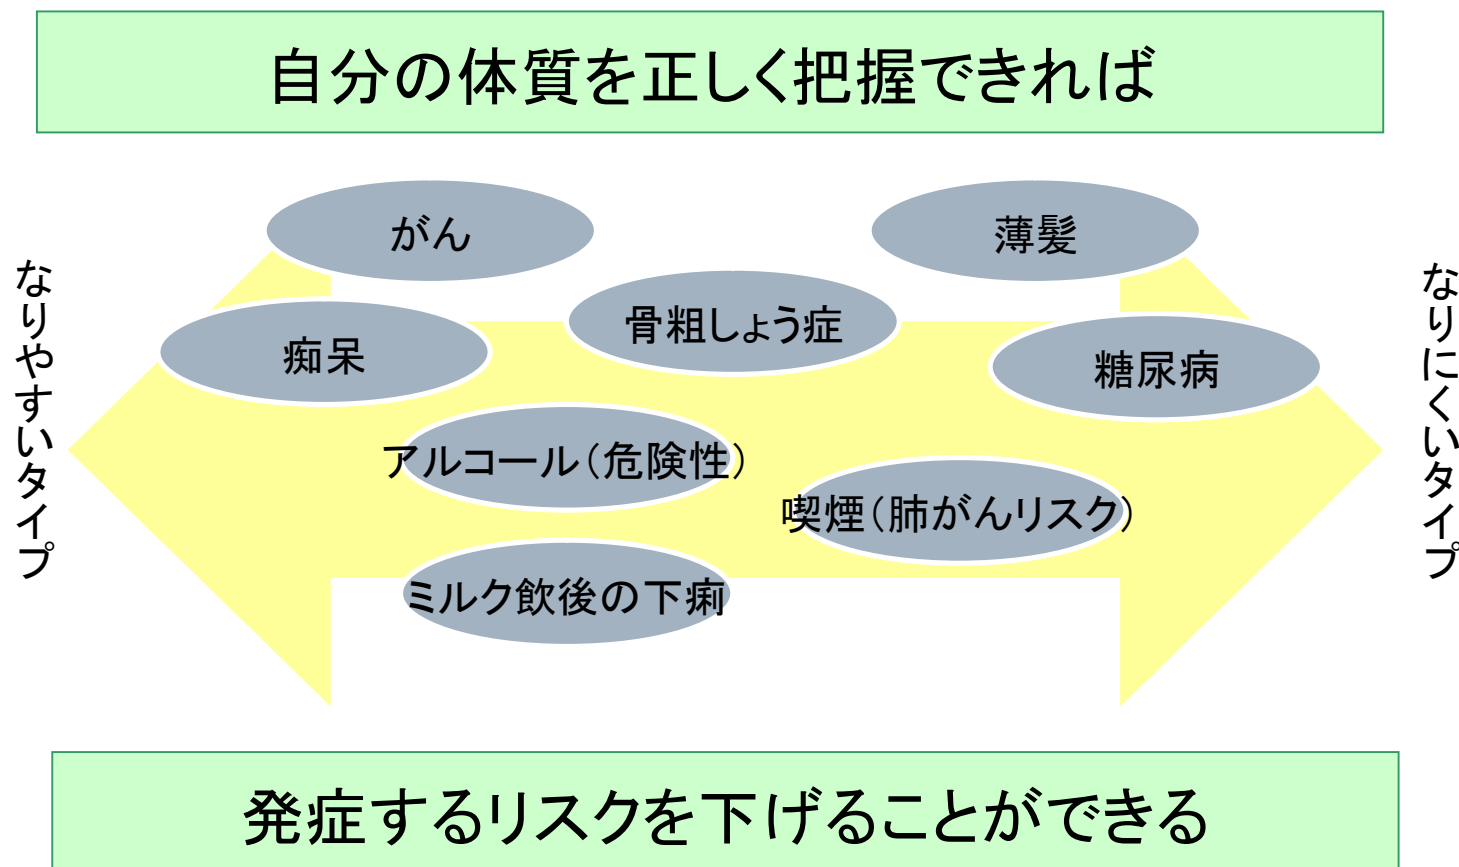 自分の体質を正しく把握できれば
がん
薄髪
骨粗しょう症
痴呆
糖尿病
アルコール（危険性）
喫煙（肺がんリスク）
ミルク飲後の下痢
なりやすいタイプ
なりにくいタイプ
発症するリスクを下げることができる